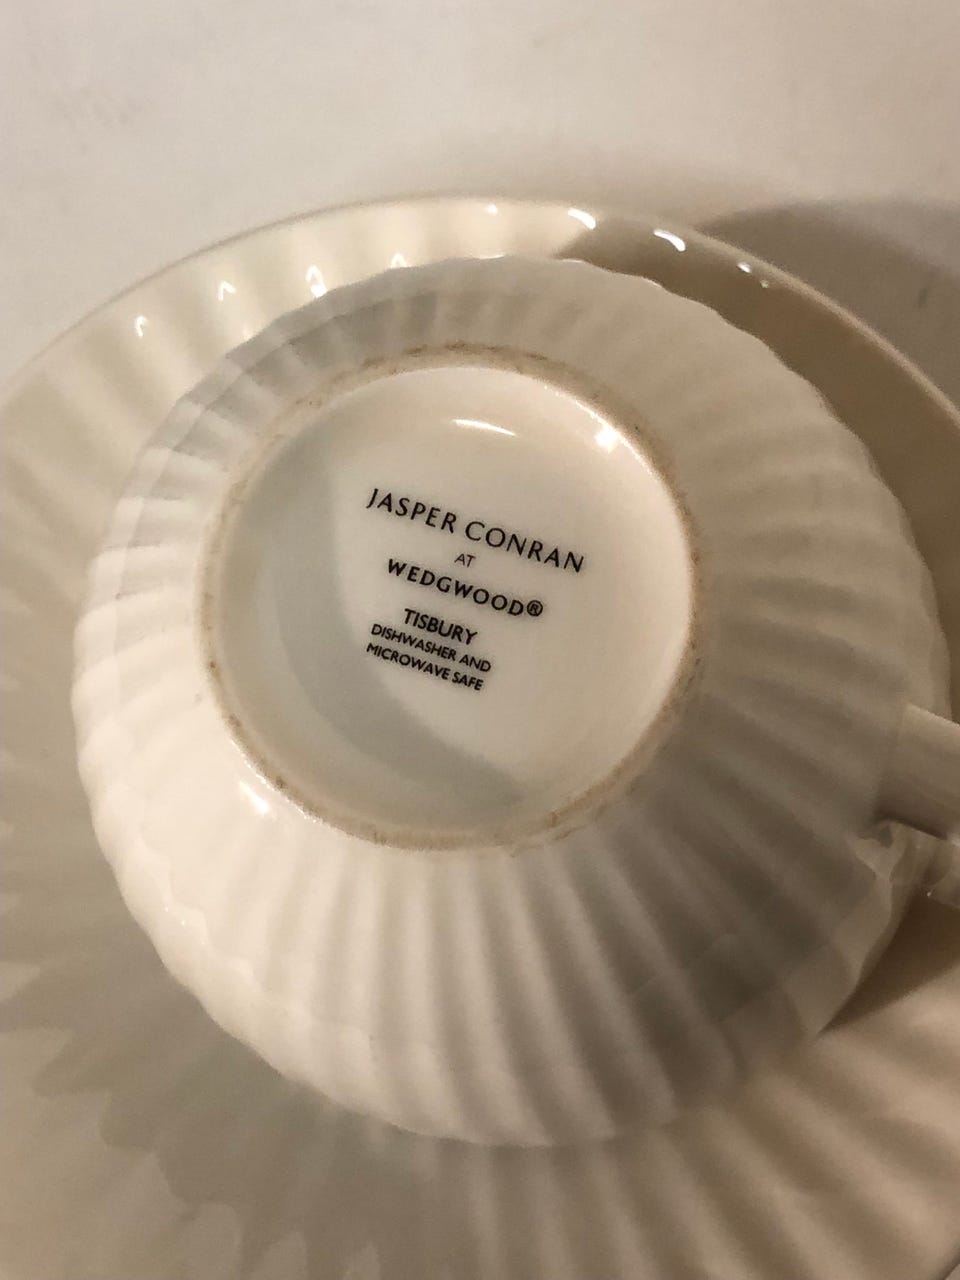 JASPER CONRAN
AT
WEDGWOOD®
TISBURY
DISHWASHER AND
MICROWAVE SAFE